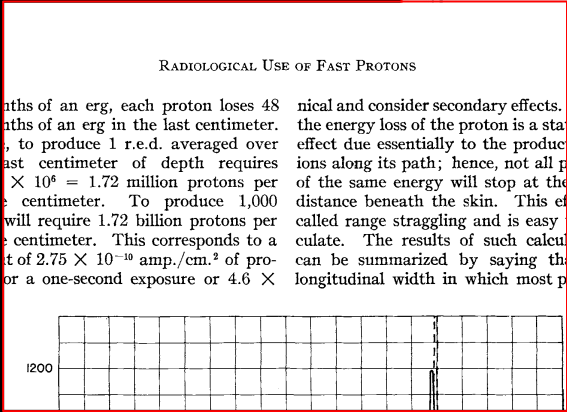 RADIOLOGICAL USE OF FAST PROTONS
ths of an erg, each proton loses 48
ths of an erg in the last centimeter.
, to produce 1 r.e.d. averaged over
ast centimeter of depth requires
× 10⁶ = 1.72 million protons per
centimeter. To produce 1,000
will require 1.72 billion protons per
centimeter. This corresponds to a
t of 2.75 × 10⁻¹⁰ amp./cm.² of pro-
or a one-second exposure or 4.6 ×
nical and consider secondary effects.
the energy loss of the proton is a sta
effect due essentially to the produc
ions along its path; hence, not all p
of the same energy will stop at the
distance beneath the skin. This ef
called range straggling and is easy
culate. The results of such calcul
can be summarized by saying th
longitudinal width in which most p
1200